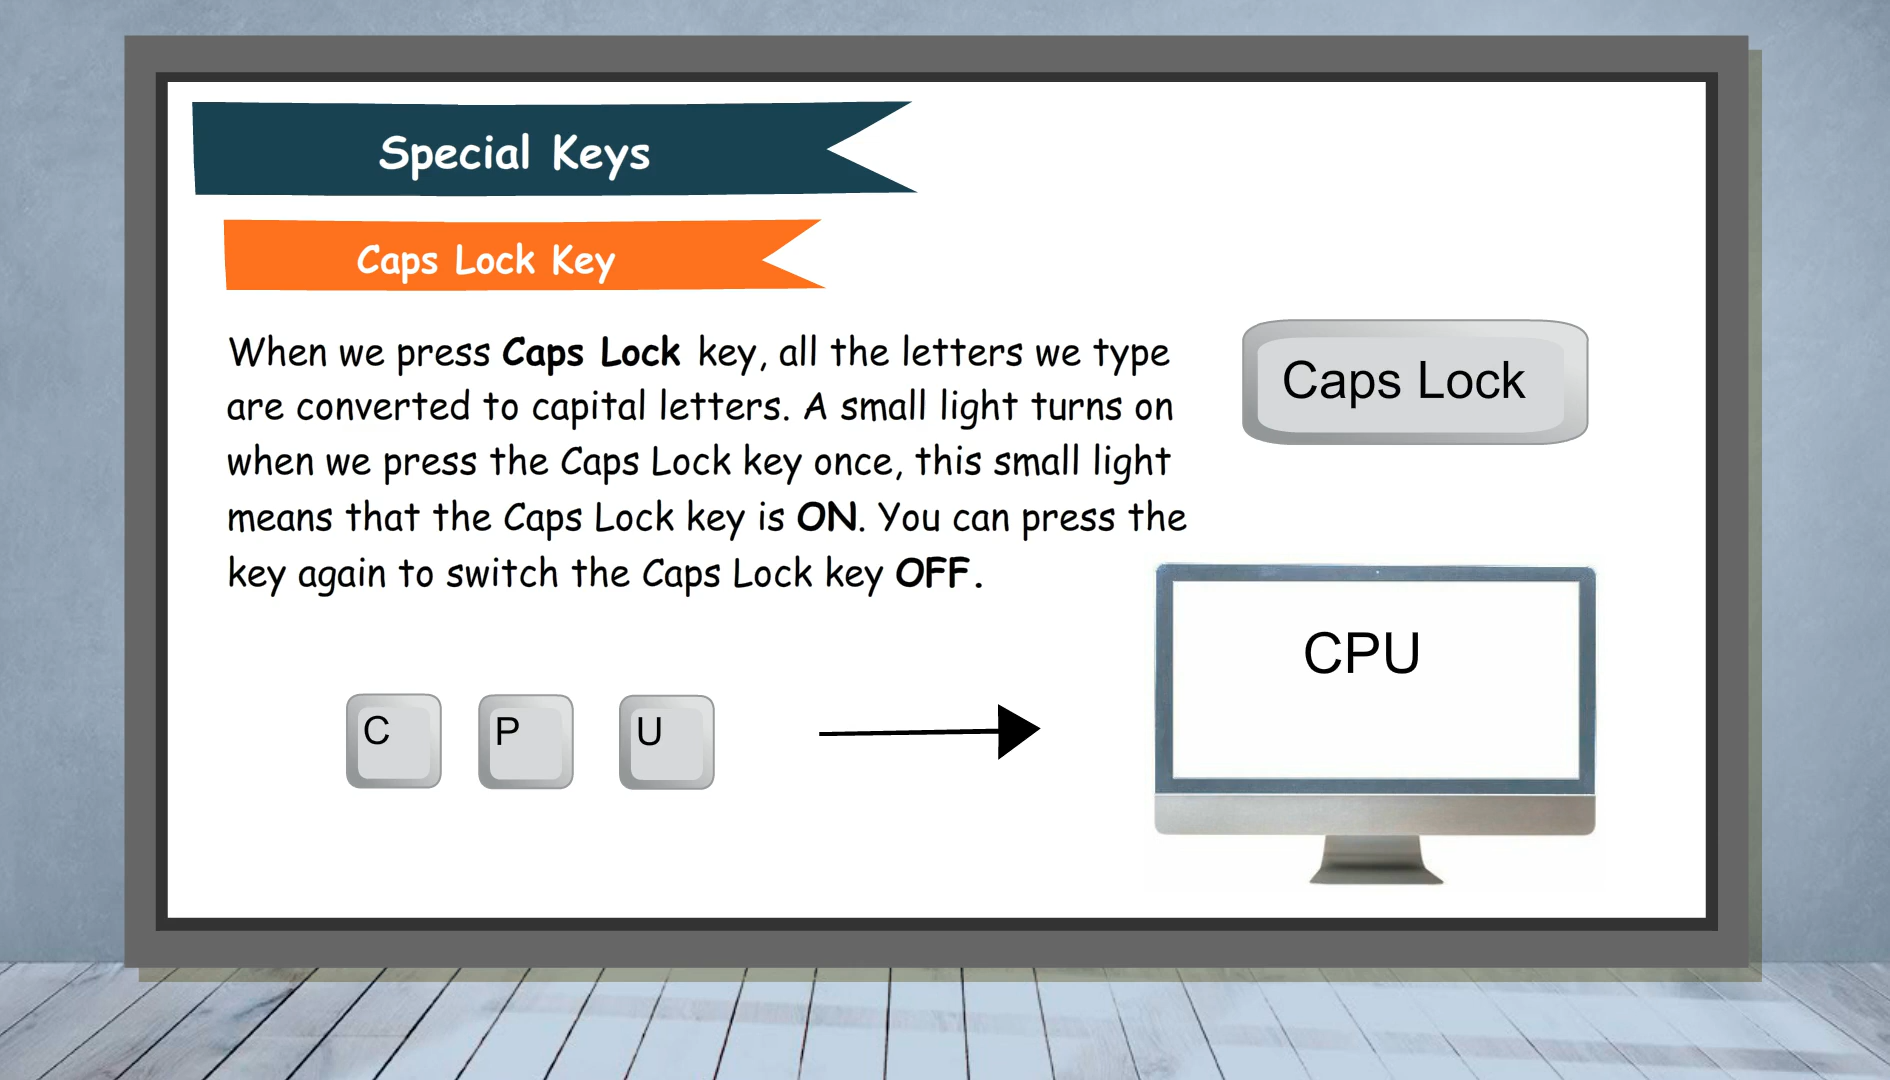 Special Keys
Caps Lock Key
When we press Caps Lock key, all the letters we type
are converted to capital letters. A small light turns on
when we press the Caps Lock key once, this small light
means that the Caps Lock key is ON. You can press the
key again to switch the Caps Lock key OFF.
Caps Lock
CPU
C P U